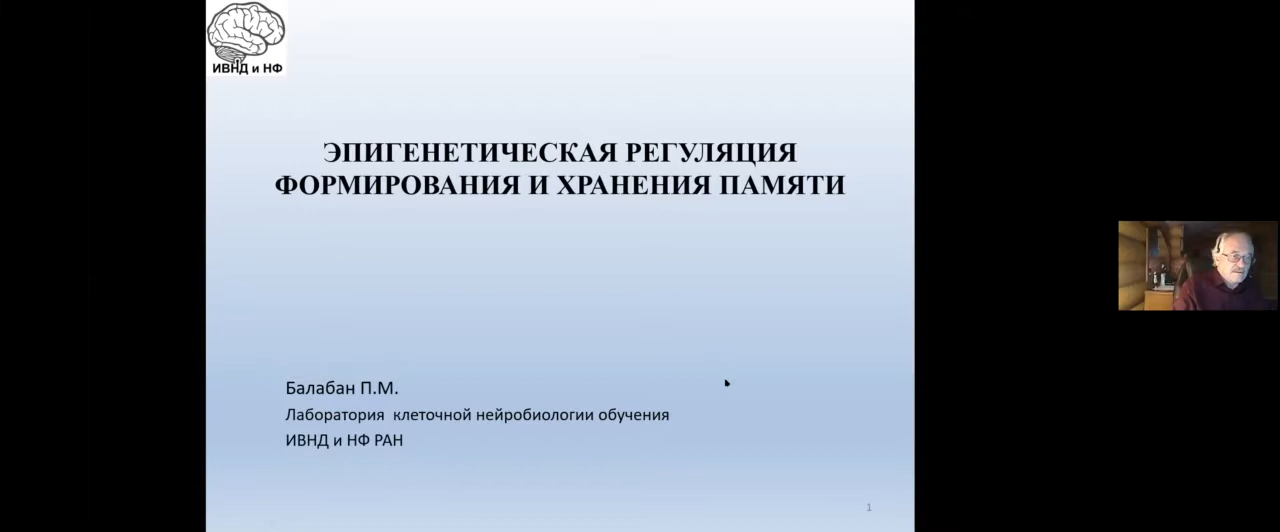 ИВНД и НФ
ЭПИГЕНЕТИЧЕСКАЯ РЕГУЛЯЦИЯ
ФОРМИРОВАНИЯ И ХРАНЕНИЯ ПАМЯТИ
Балабан П.М.
Лаборатория клеточной нейробиологии обучения
ИВНД и НФ РАН
1